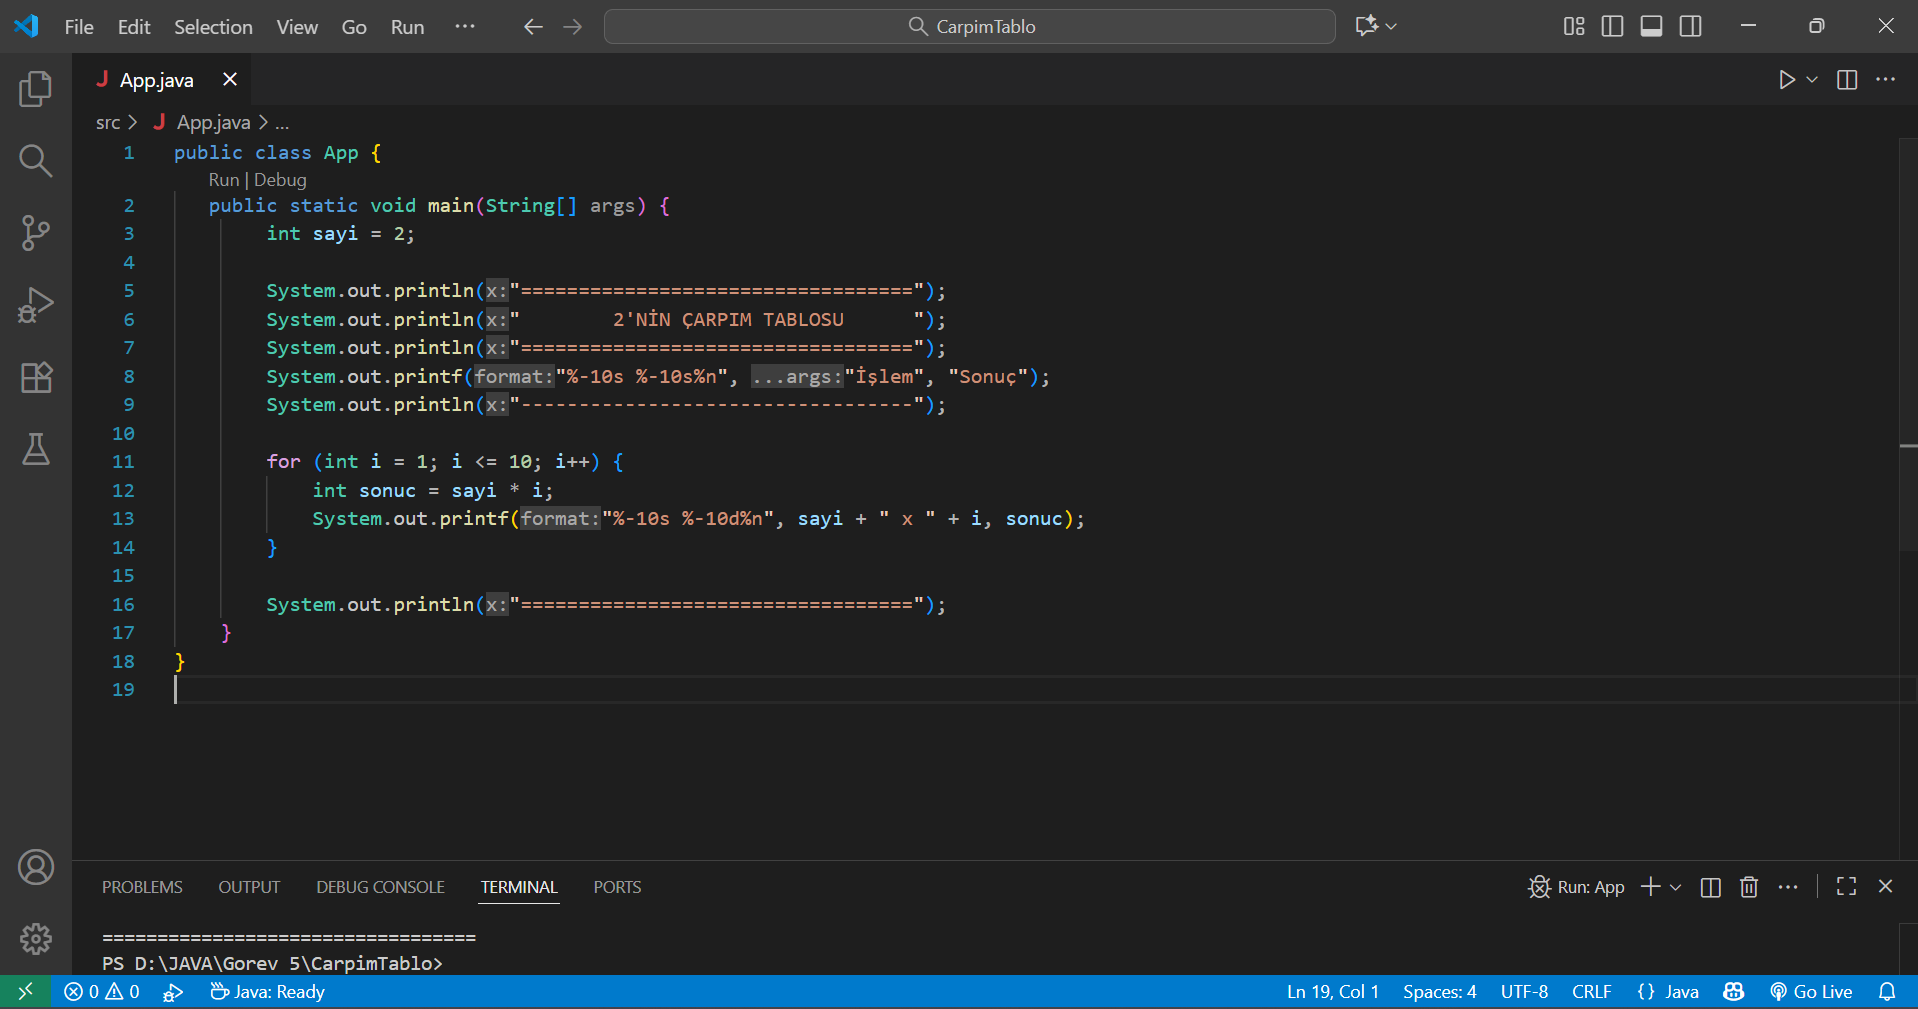 File Edit Selection View Go Run ··· CarpimTablo
App.java
src > App.java > ...
1 public class App {
Run | Debug
2 public static void main(String[] args) {
3 int sayi = 2;
4
5 System.out.println(x:"==================================");
6 System.out.println(x:"        2'NİN ÇARPIM TABLOSU      ");
7 System.out.println(x:"==================================");
8 System.out.printf(format:"%-10s %-10s%n", ...args:"İşlem", "Sonuç");
9 System.out.println(x:"----------------------------------");
10
11 for (int i = 1; i <= 10; i++) {
12 int sonuc = sayi * i;
13 System.out.printf(format:"%-10s %-10d%n", sayi + " x " + i, sonuc);
14 }
15
16 System.out.println(x:"==================================");
17 }
18 }
19
PROBLEMS OUTPUT DEBUG CONSOLE TERMINAL PORTS Run: App
==================================
PS D:\JAVA\Gorev 5\CarpimTablo>
0 0 Java: Ready Ln 19, Col 1 Spaces: 4 UTF-8 CRLF {} Java Go Live